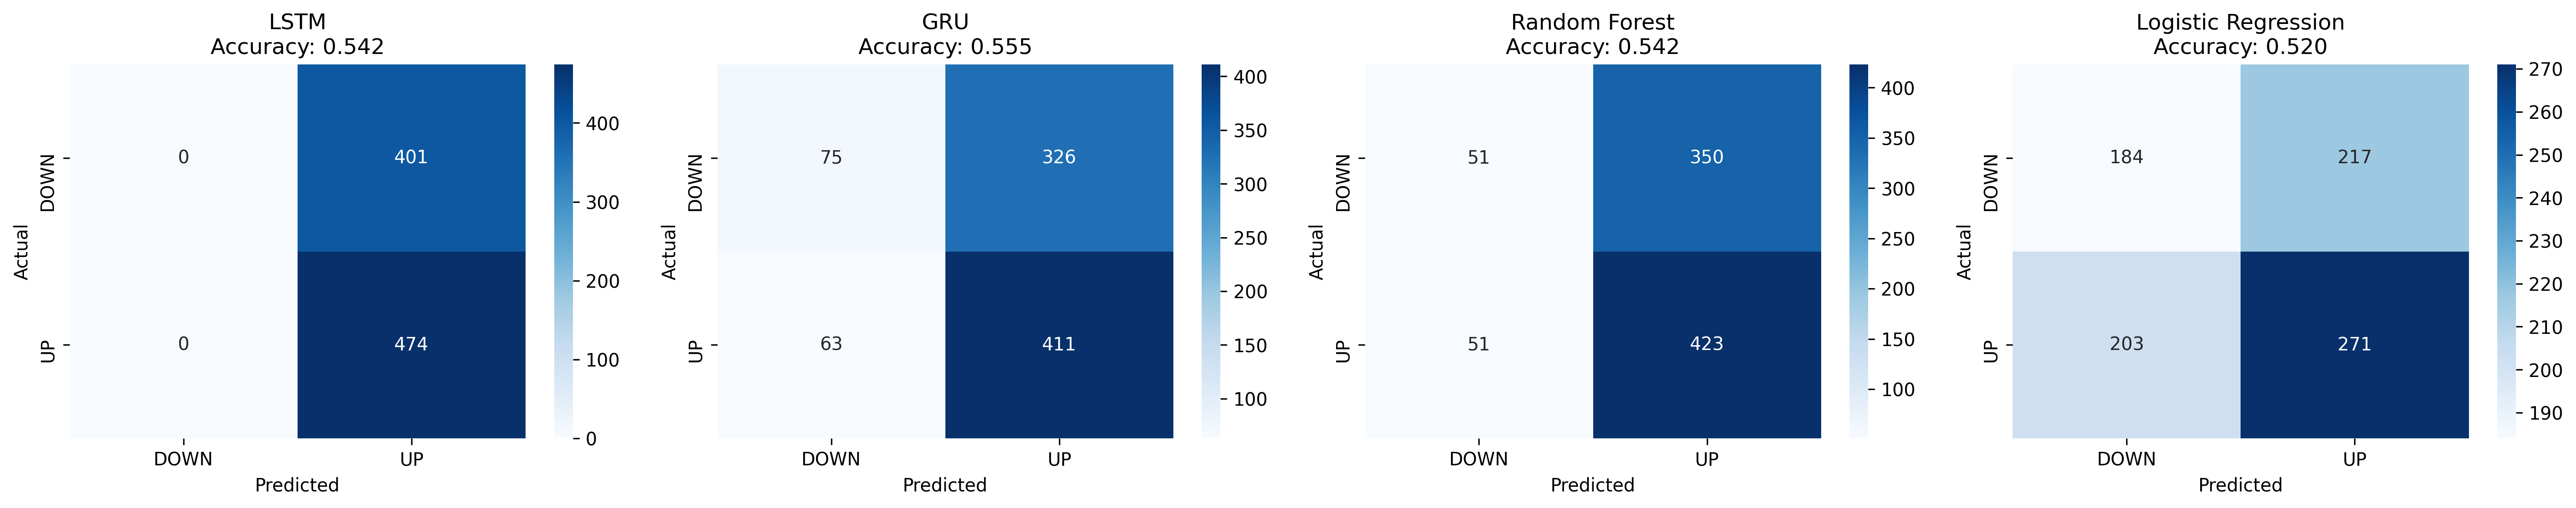 LSTM
Accuracy: 0.542
DOWN
UP
Actual
0
401
0
474
DOWN
UP
Predicted
400
300
200
100
0
GRU
Accuracy: 0.555
DOWN
UP
Actual
75
326
63
411
DOWN
UP
Predicted
400
350
300
250
200
150
100
Random Forest
Accuracy: 0.542
DOWN
UP
Actual
51
350
51
423
DOWN
UP
Predicted
400
350
300
250
200
150
100
Logistic Regression
Accuracy: 0.520
DOWN
UP
Actual
184
217
203
271
DOWN
UP
Predicted
270
260
250
240
230
220
210
200
190